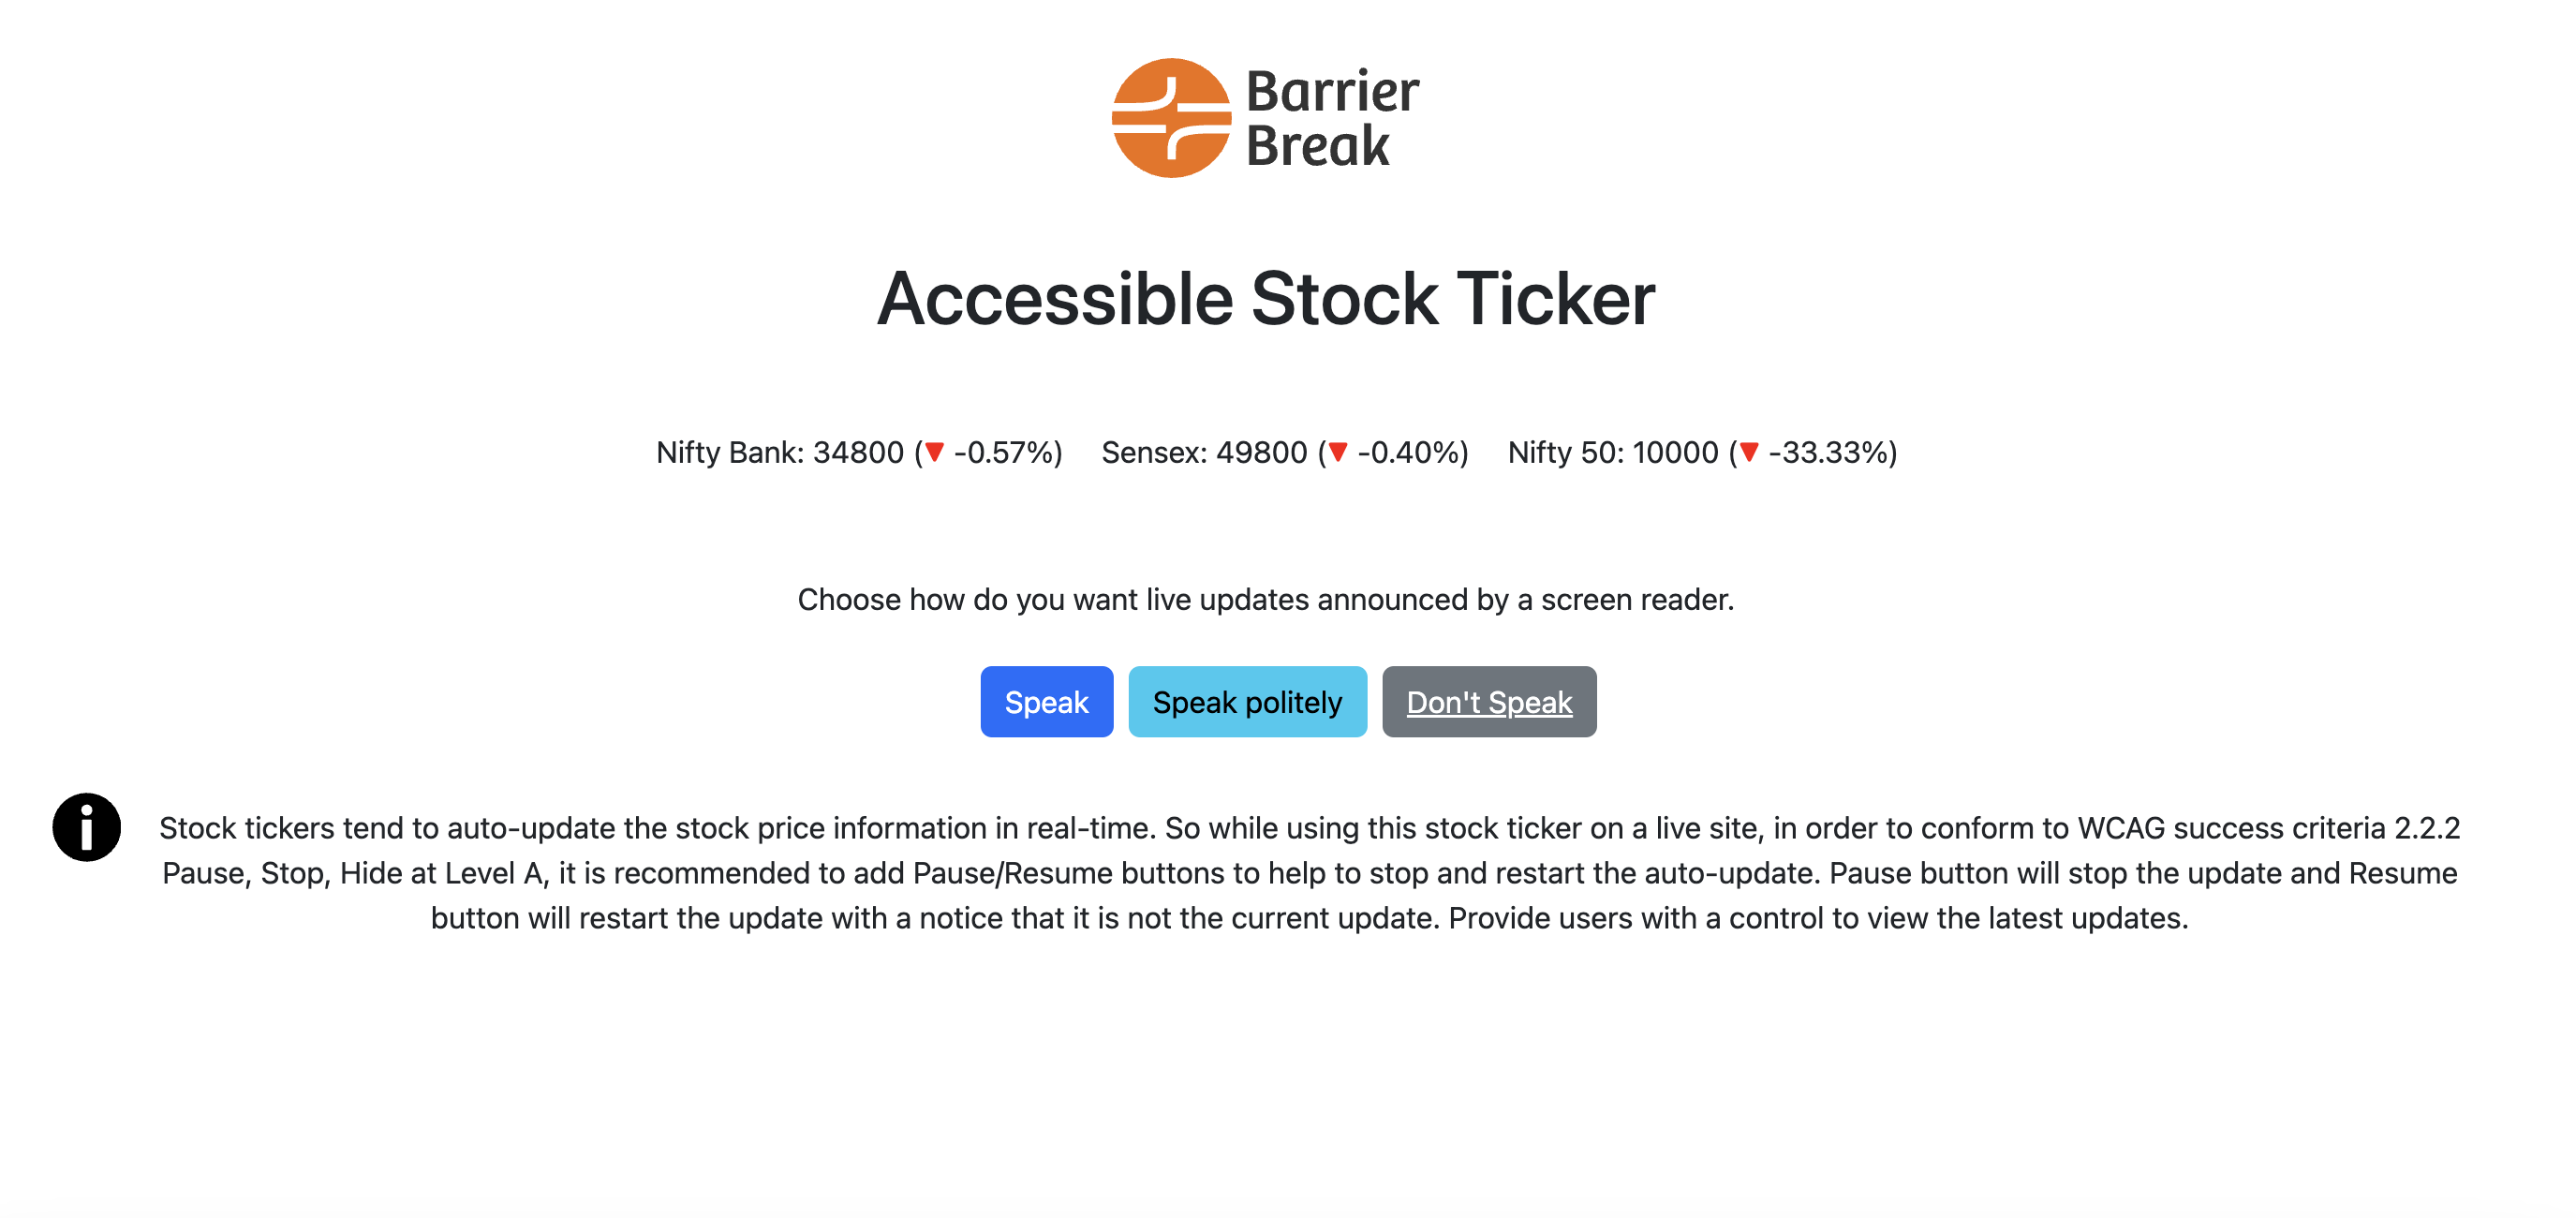 Barrier
Break
Accessible Stock Ticker
Nifty Bank: 34800 (▼ -0.57%) Sensex: 49800 (▼ -0.40%) Nifty 50: 10000 (▼ -33.33%)
Choose how do you want live updates announced by a screen reader.
Speak Speak politely Don't Speak
Stock tickers tend to auto-update the stock price information in real-time. So while using this stock ticker on a live site, in order to conform to WCAG success criteria 2.2.2
Pause, Stop, Hide at Level A, it is recommended to add Pause/Resume buttons to help to stop and restart the auto-update. Pause button will stop the update and Resume
button will restart the update with a notice that it is not the current update. Provide users with a control to view the latest updates.